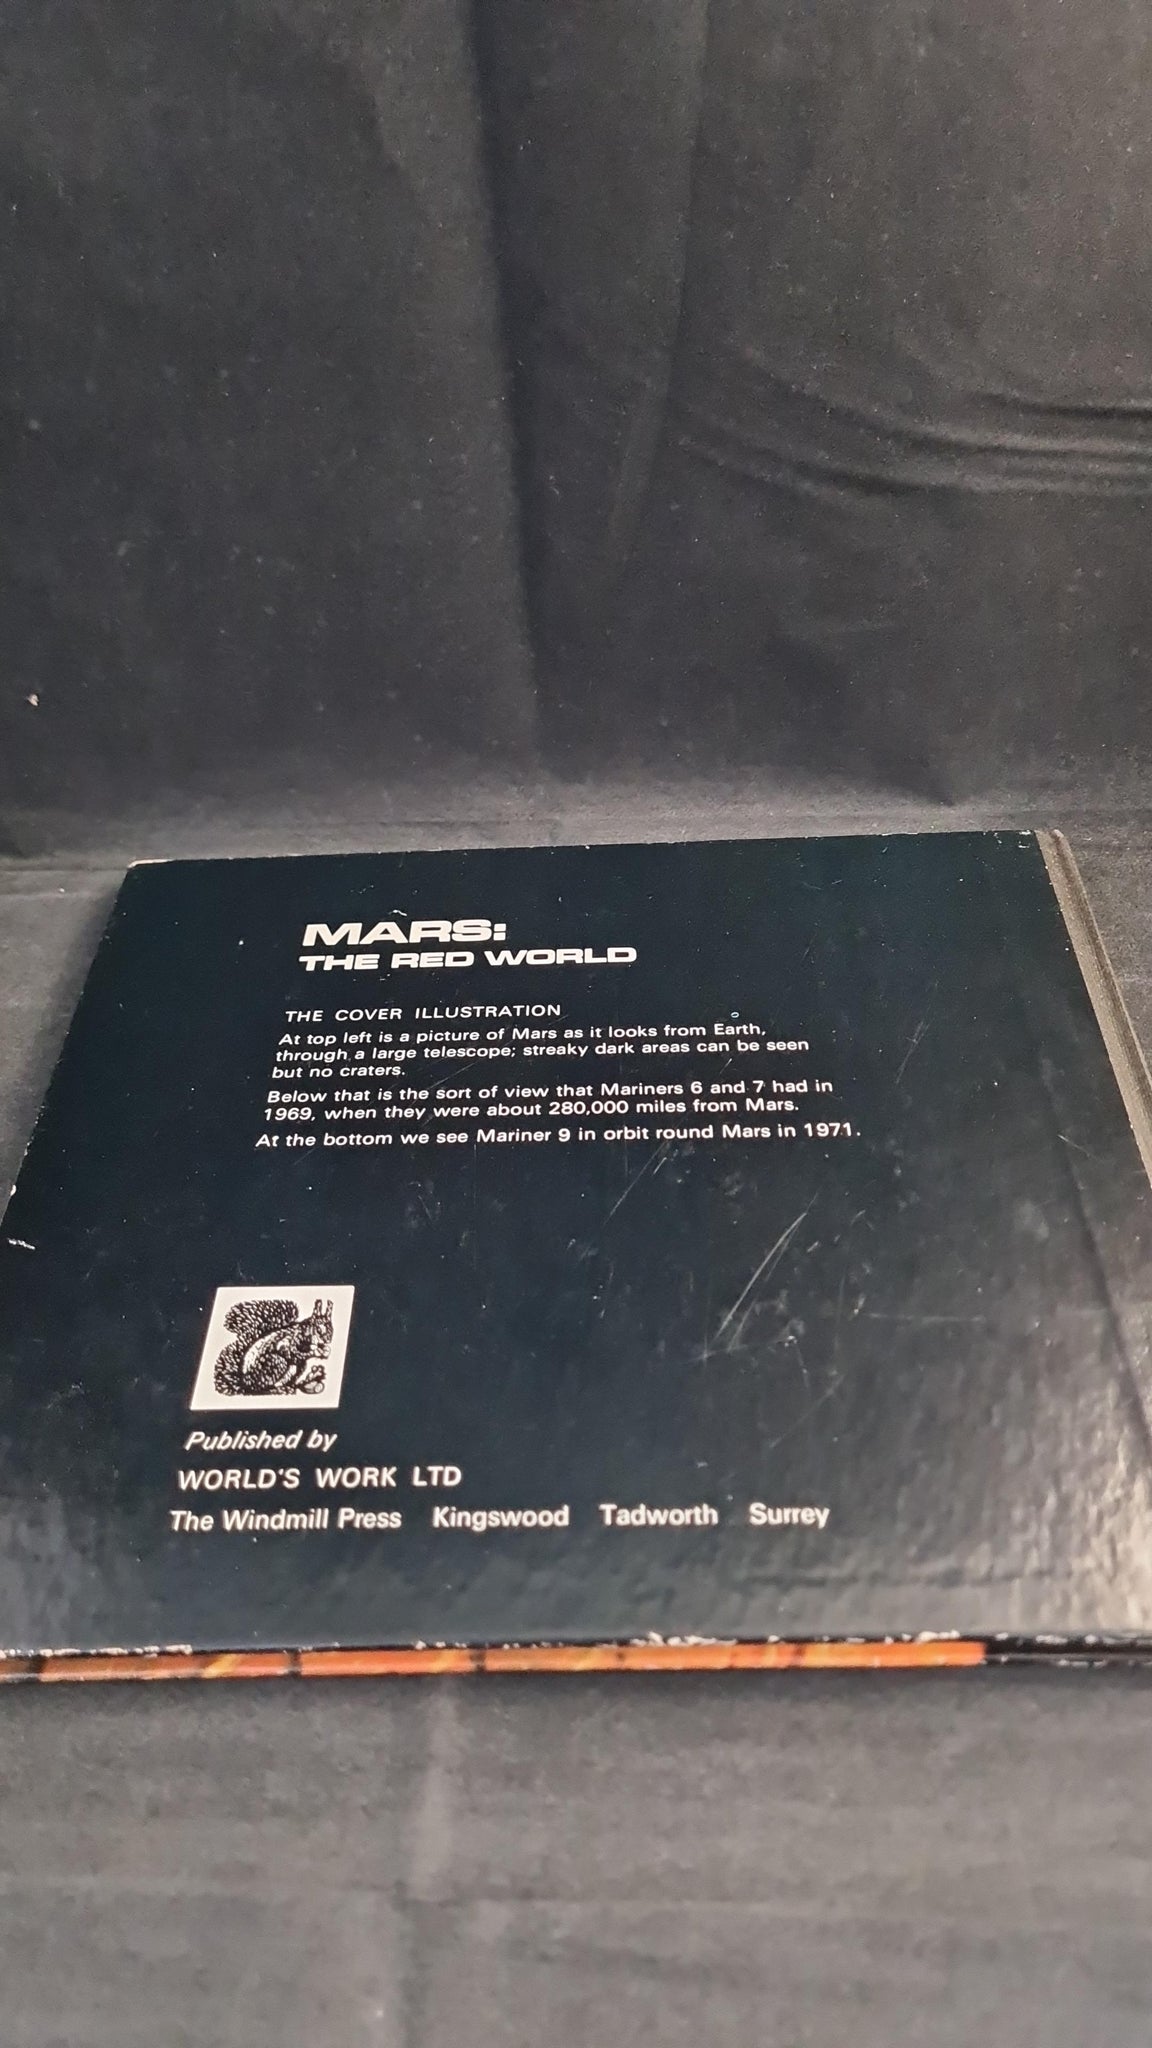 MARS:
THE RED WORLD
THE COVER ILLUSTRATION
At top left is a picture of Mars as it looks from Earth,
through a large telescope; streaky dark areas can be seen
but no craters.
Below that is the sort of view that Mariners 6 and 7 had in
1969, when they were about 280,000 miles from Mars.
At the bottom we see Mariner 9 in orbit round Mars in 1971.
Published by
WORLD'S WORK LTD
The Windmill Press Kingswood Tadworth Surrey